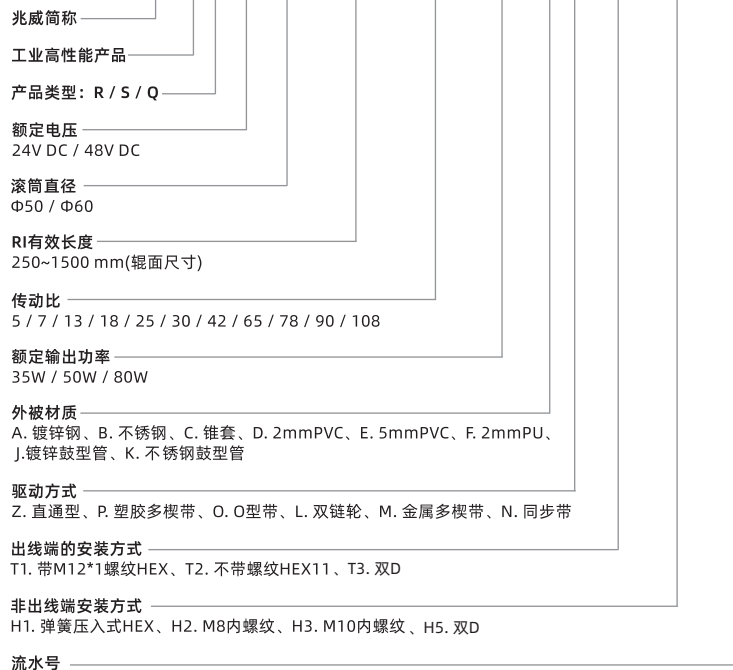 兆威简称
工业高性能产品
产品类型：R / S / Q
额定电压
24V DC / 48V DC
滚筒直径
Φ50 / Φ60
RI有效长度
250~1500 mm(辊面尺寸)
传动比
5 / 7 / 13 / 18 / 25 / 30 / 42 / 65 / 78 / 90 / 108
额定输出功率
35W / 50W / 80W
外被材质
A. 镀锌钢、B. 不锈钢、C. 锥套、D. 2mmPVC、E. 5mmPVC、F. 2mmPU、
J.镀锌鼓型管、K. 不锈钢鼓型管
驱动方式
Z. 直通型、P. 塑胶多楔带、O. O型带、L. 双链轮、M. 金属多楔带、N. 同步带
出线端的安装方式
T1. 带M12*1螺纹HEX、T2. 不带螺纹HEX11、T3. 双D
非出线端安装方式
H1. 弹簧压入式HEX、H2. M8内螺纹、H3. M10内螺纹、H5. 双D
流水号